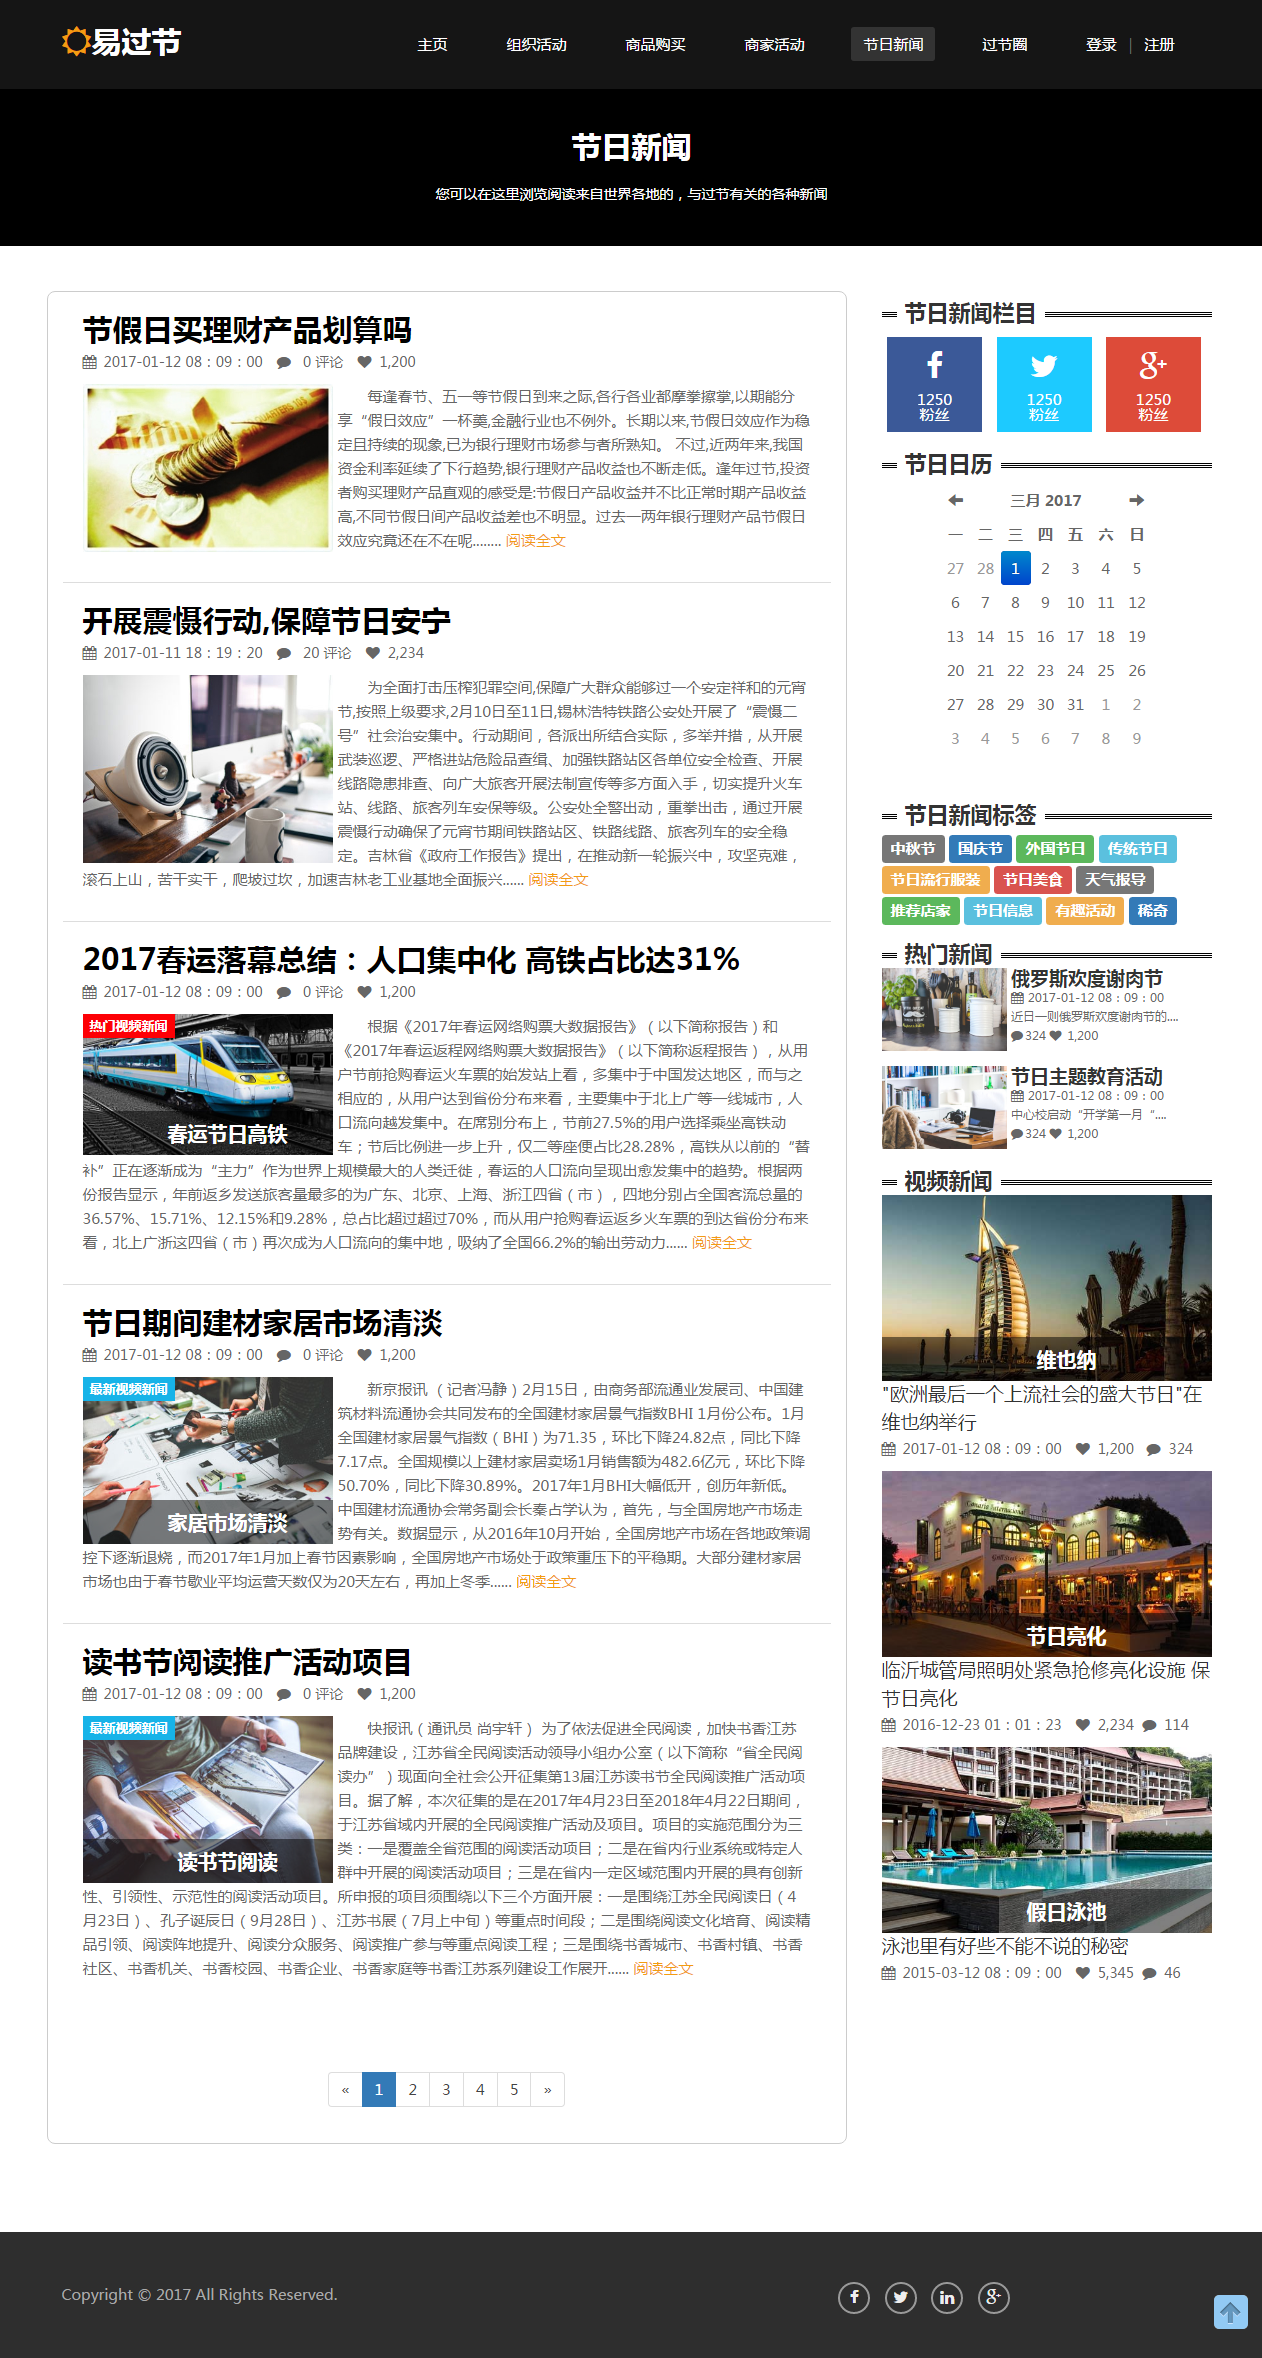 易过节
主页 组织活动 商品购买 商家活动 节日新闻 过节圈 登录 | 注册
节日新闻
您可以在这里浏览阅读来自世界各地的，与过节有关的各种新闻
节假日买理财产品划算吗
2017-01-12 08：09：00 0 评论 1,200
每逢春节、五一等节假日到来之际,各行各业都摩拳擦掌,以期能分
享“假日效应”一杯羹,金融行业也不例外。长期以来,节假日效应作为稳
定且持续的现象,已为银行理财市场参与者所熟知。 不过,近两年来,我国
资金利率延续了下行趋势,银行理财产品收益也不断走低。逢年过节,投资
者购买理财产品直观的感受是:节假日产品收益并不比正常时期产品收益
高,不同节假日间产品收益差也不明显。过去一两年银行理财产品节假日
效应究竟还在不在呢........ 阅读全文
开展震慑行动,保障节日安宁
2017-01-11 18：19：20 20 评论 2,234
为全面打击压榨犯罪空间,保障广大群众能够过一个安定祥和的元宵
节,按照上级要求,2月10日至11日,锡林浩特铁路公安处开展了“震慑二
号”社会治安集中。行动期间，各派出所结合实际，多举并措，从开展
武装巡逻、严格进站危险品查缉、加强铁路站区各单位安全检查、开展
线路隐患排查、向广大旅客开展法制宣传等多方面入手，切实提升火车
站、线路、旅客列车安保等级。公安处全警出动，重拳出击，通过开展
震慑行动确保了元宵节期间铁路站区、铁路线路、旅客列车的安全稳
定。吉林省《政府工作报告》提出，在推动新一轮振兴中，攻坚克难，
滚石上山，苦干实干，爬坡过坎，加速吉林老工业基地全面振兴...... 阅读全文
2017春运落幕总结：人口集中化 高铁占比达31%
2017-01-12 08：09：00 0 评论 1,200
热门视频新闻
春运节日高铁
根据《2017年春运网络购票大数据报告》（以下简称报告）和
《2017年春运返程网络购票大数据报告》（以下简称返程报告），从用
户节前抢购春运火车票的始发站上看，多集中于中国发达地区，而与之
相应的，从用户达到省份分布来看，主要集中于北上广等一线城市，人
口流向越发集中。在席别分布上，节前27.5%的用户选择乘坐高铁动
车；节后比例进一步上升，仅二等座便占比28.28%，高铁从以前的“替
补”正在逐渐成为“主力”作为世界上规模最大的人类迁徙，春运的人口流向呈现出愈发集中的趋势。根据两
份报告显示，年前返乡发送旅客量最多的为广东、北京、上海、浙江四省（市），四地分别占全国客流总量的
36.57%、15.71%、12.15%和9.28%，总占比超过超过70%，而从用户抢购春运返乡火车票的到达省份分布来
看，北上广浙这四省（市）再次成为人口流向的集中地，吸纳了全国66.2%的输出劳动力...... 阅读全文
节日期间建材家居市场清淡
2017-01-12 08：09：00 0 评论 1,200
最新视频新闻
家居市场清淡
新京报讯 （记者冯静）2月15日，由商务部流通业发展司、中国建
筑材料流通协会共同发布的全国建材家居景气指数BHI 1月份公布。1月
全国建材家居景气指数（BHI）为71.35，环比下降24.82点，同比下降
7.17点。全国规模以上建材家居卖场1月销售额为482.6亿元，环比下降
50.70%，同比下降30.89%。2017年1月BHI大幅低开，创历年新低。
中国建材流通协会常务副会长秦占学认为，首先，与全国房地产市场走
势有关。数据显示，从2016年10月开始，全国房地产市场在各地政策调
控下逐渐退烧，而2017年1月加上春节因素影响，全国房地产市场处于政策重压下的平稳期。大部分建材家居
市场也由于春节歇业平均运营天数仅为20天左右，再加上冬季...... 阅读全文
读书节阅读推广活动项目
2017-01-12 08：09：00 0 评论 1,200
最新视频新闻
读书节阅读
快报讯（通讯员 尚宇轩） 为了依法促进全民阅读，加快书香江苏
品牌建设，江苏省全民阅读活动领导小组办公室（以下简称“省全民阅
读办”）现面向全社会公开征集第13届江苏读书节全民阅读推广活动项
目。据了解，本次征集的是在2017年4月23日至2018年4月22日期间，
于江苏省域内开展的全民阅读推广活动及项目。项目的实施范围分为三
类：一是覆盖全省范围的阅读活动项目；二是在省内行业系统或特定人
群中开展的阅读活动项目；三是在省内一定区域范围内开展的具有创新
性、引领性、示范性的阅读活动项目。所申报的项目须围绕以下三个方面开展：一是围绕江苏全民阅读日（4
月23日）、孔子诞辰日（9月28日）、江苏书展（7月上中旬）等重点时间段；二是围绕阅读文化培育、阅读精
品引领、阅读阵地提升、阅读分众服务、阅读推广参与等重点阅读工程；三是围绕书香城市、书香村镇、书香
社区、书香机关、书香校园、书香企业、书香家庭等书香江苏系列建设工作展开...... 阅读全文
« 1 2 3 4 5 »
节日新闻栏目
1250 1250 1250
粉丝 粉丝 粉丝
节日日历
三月 2017
一 二 三 四 五 六 日
27 28 1 2 3 4 5
6 7 8 9 10 11 12
13 14 15 16 17 18 19
20 21 22 23 24 25 26
27 28 29 30 31 1 2
3 4 5 6 7 8 9
节日新闻标签
中秋节 国庆节 外国节日 传统节日
节日流行服装 节日美食 天气报导
推荐店家 节日信息 有趣活动 稀奇
热门新闻
俄罗斯欢度谢肉节
2017-01-12 08：09：00
近日一则俄罗斯欢度谢肉节的....
324 1,200
节日主题教育活动
2017-01-12 08：09：00
中心校启动“开学第一月“....
324 1,200
视频新闻
维也纳
"欧洲最后一个上流社会的盛大节日"在
维也纳举行
2017-01-12 08：09：00 1,200 324
节日亮化
临沂城管局照明处紧急抢修亮化设施 保
节日亮化
2016-12-23 01：01：23 2,234 114
假日泳池
泳池里有好些不能不说的秘密
2015-03-12 08：09：00 5,345 46
Copyright © 2017 All Rights Reserved.